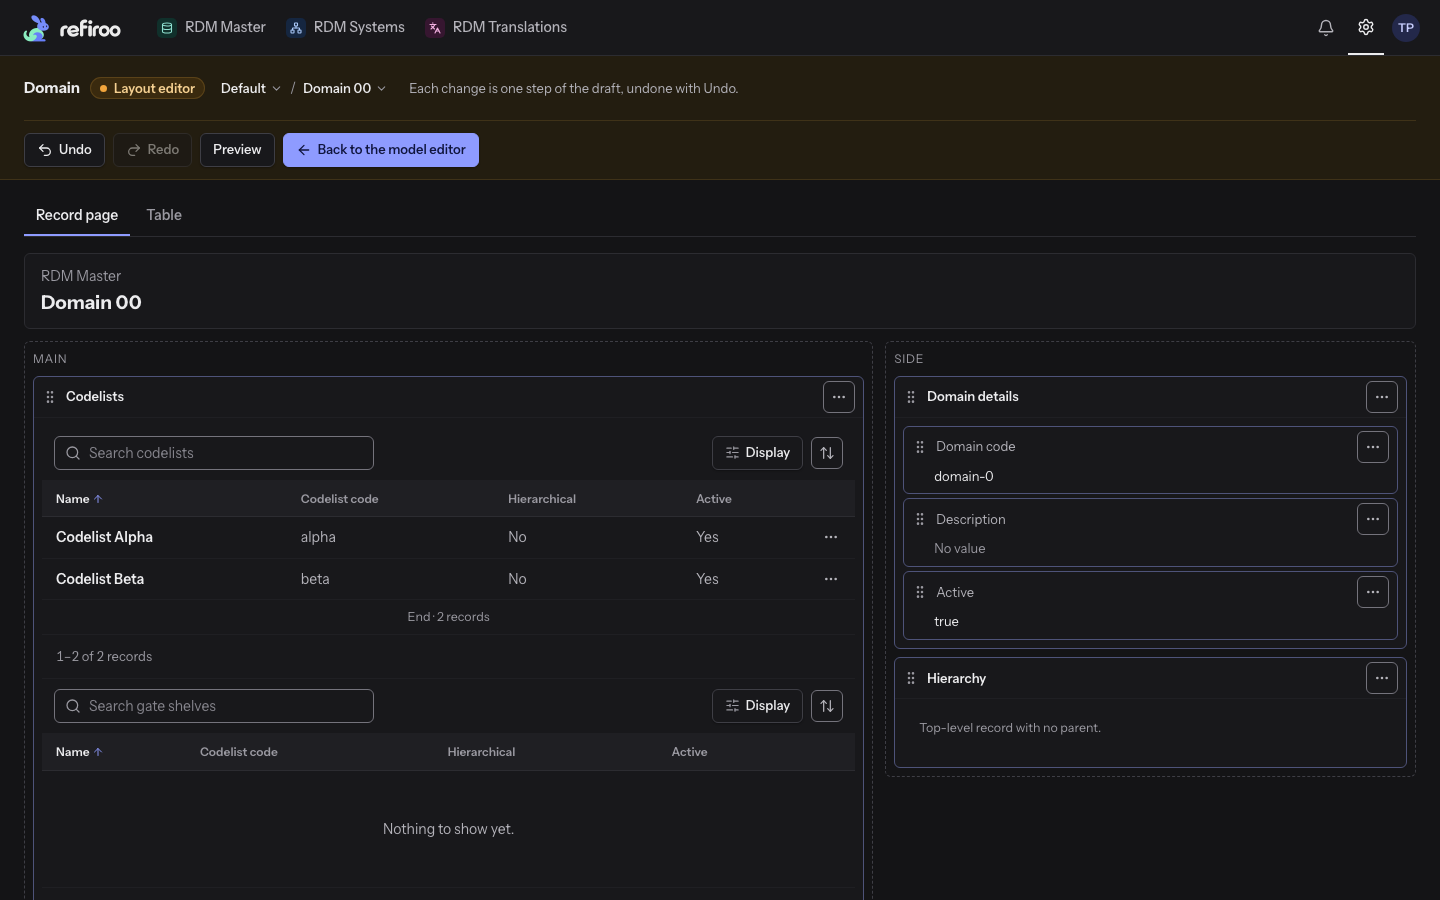 refiroo RDM Master RDM Systems RDM Translations TP
Domain Layout editor Default / Domain 00 Each change is one step of the draft, undone with Undo.
Undo Redo Preview Back to the model editor
Record page Table
RDM Master
Domain 00
MAIN
Codelists
Search codelists Display
Name Codelist code Hierarchical Active
Codelist Alpha alpha No Yes
Codelist Beta beta No Yes
End · 2 records
1–2 of 2 records
Search gate shelves Display
Name Codelist code Hierarchical Active
Nothing to show yet.
SIDE
Domain details
Domain code
domain-0
Description
No value
Active
true
Hierarchy
Top-level record with no parent.